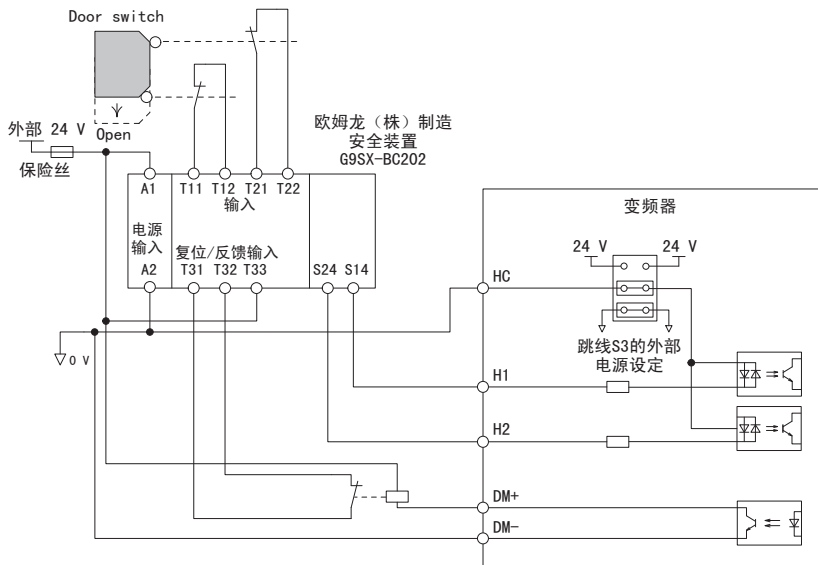 Door switch
Open
外部 24 V
保险丝
欧姆龙（株）制造
安全装置
G9SX-BC202
A1 T11 T12 T21 T22
输入
电源
输入
复位/反馈输入
A2 T31 T32 T33 S24 S14
0 V
变频器
24 V 24 V
HC
跳线S3的外部
电源设定
H1
H2
DM+
DM-